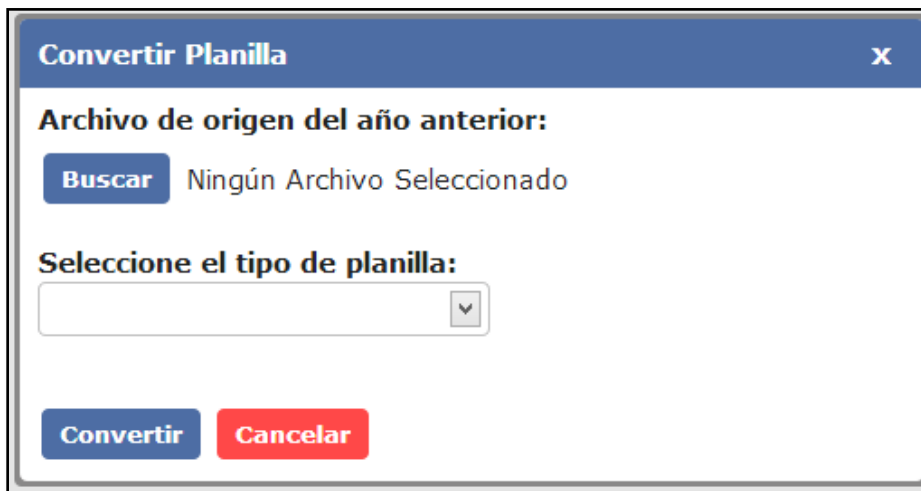 Convertir Planilla x
Archivo de origen del año anterior:
Buscar Ningún Archivo Seleccionado
Seleccione el tipo de planilla:
Convertir Cancelar